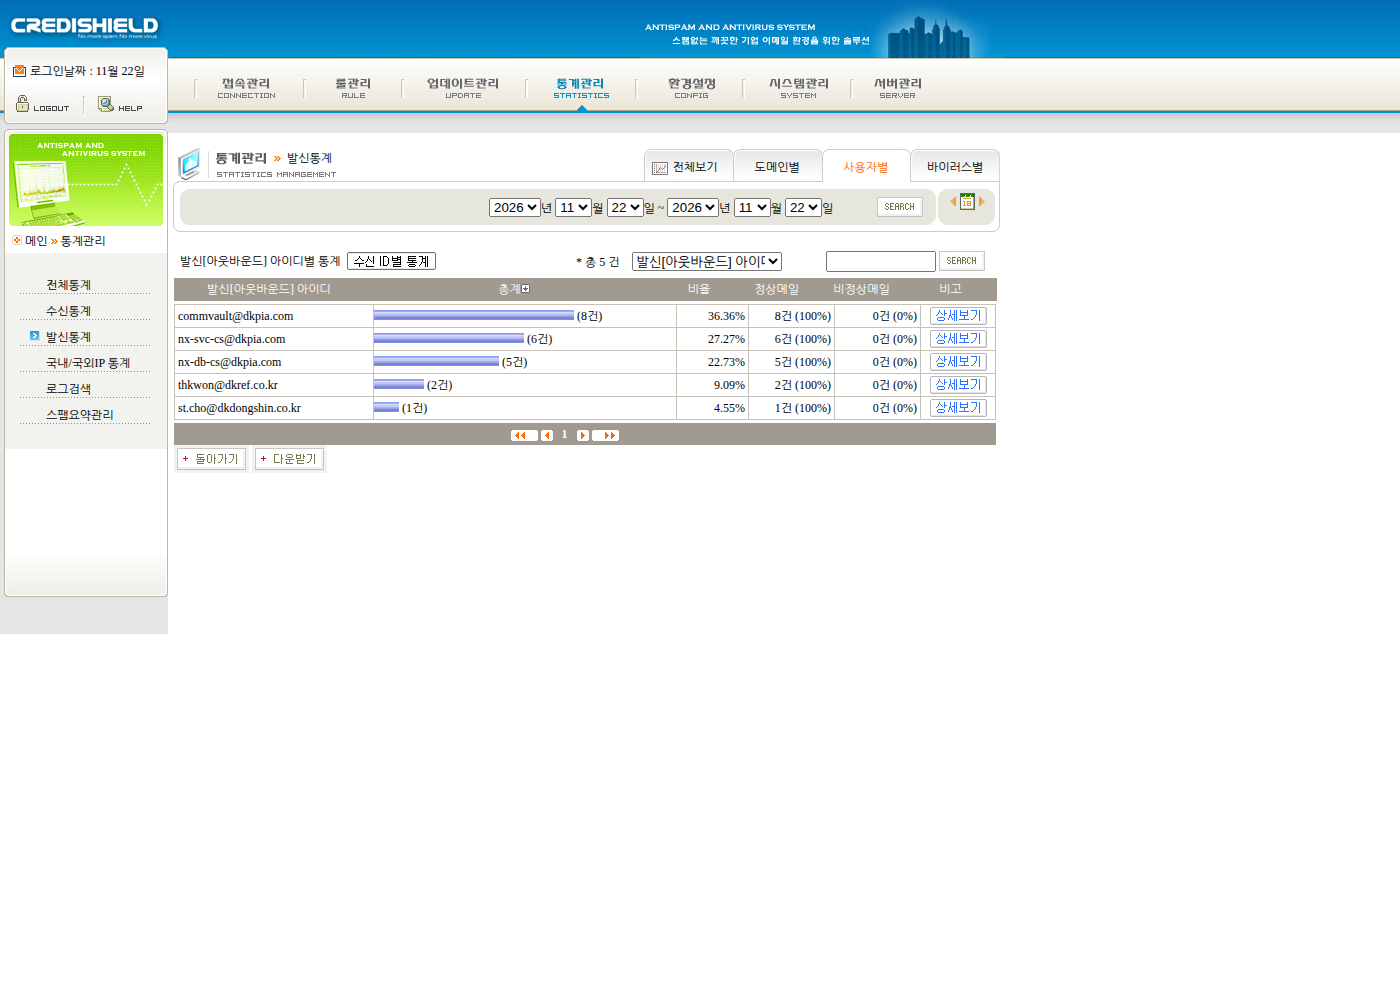 CREDISHIELD
No more spam No more virus
ANTISPAM AND ANTIVIRUS SYSTEM
스팸없는 깨끗한 기업 이메일 환경을 위한 솔루션
로그인날짜 : 11월 22일
LOGOUT HELP
접속관리 룰관리 업데이트관리 통계관리 환경설정 시스템관리 서버관리
CONNECTION RULE UPDATE STATISTICS CONFIG SYSTEM SERVER
ANTISPAM AND
ANTIVIRUS SYSTEM
메인 » 통계관리
전체통계
수신통계
발신통계
국내/국외IP 통계
로그검색
스팸요약관리
통계관리 » 발신통계
STATISTICS MANAGEMENT
전체보기 도메인별 사용자별 바이러스별
2026 년 11 월 22 일 ~ 2026 년 11 월 22 일 SEARCH 18
발신[아웃바운드] 아이디별 통계 수신 ID별 통계 * 총 5 건 발신[아웃바운드] 아이디 SEARCH
발신[아웃바운드] 아이디 총계 비율 정상메일 비정상메일 비고
commvault@dkpia.com (8건) 36.36% 8건 (100%) 0건 (0%) 상세보기
nx-svc-cs@dkpia.com (6건) 27.27% 6건 (100%) 0건 (0%) 상세보기
nx-db-cs@dkpia.com (5건) 22.73% 5건 (100%) 0건 (0%) 상세보기
thkwon@dkref.co.kr (2건) 9.09% 2건 (100%) 0건 (0%) 상세보기
st.cho@dkdongshin.co.kr (1건) 4.55% 1건 (100%) 0건 (0%) 상세보기
1
돌아가기 다운받기